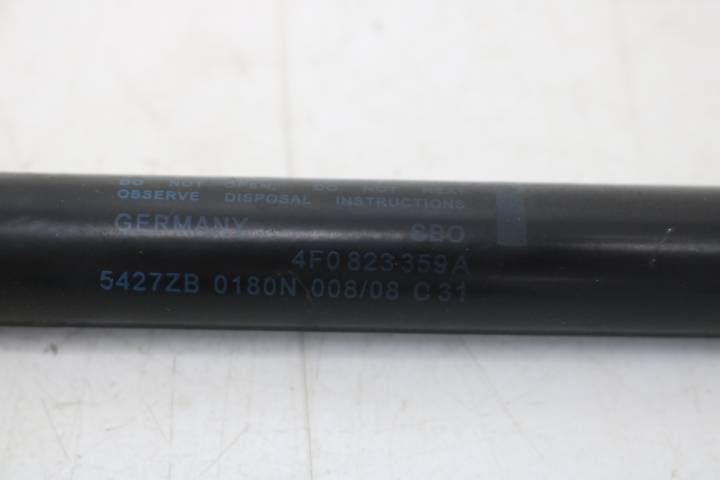 DO NOT OPEN. DO NOT HEAT
OBSERVE DISPOSAL INSTRUCTIONS
GERMANY SBO
4F0 823 359 A
5427ZB 0180N 008/08 C 31